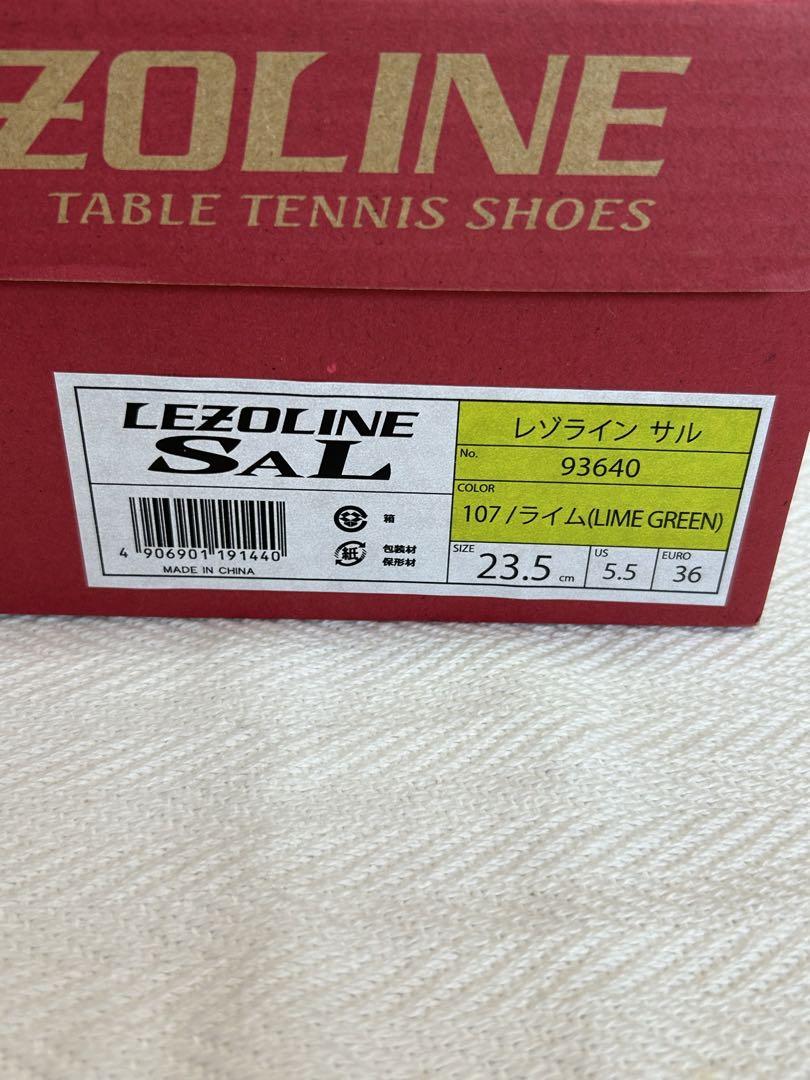 ZOLINE
TABLE TENNIS SHOES
LEZOLINE
SAL
4 906901 191440
MADE IN CHINA
箱
紙
包装材
保形材
レゾライン サル
No.
93640
COLOR
107/ライム(LIME GREEN)
SIZE
23.5 cm
US
5.5
EURO
36